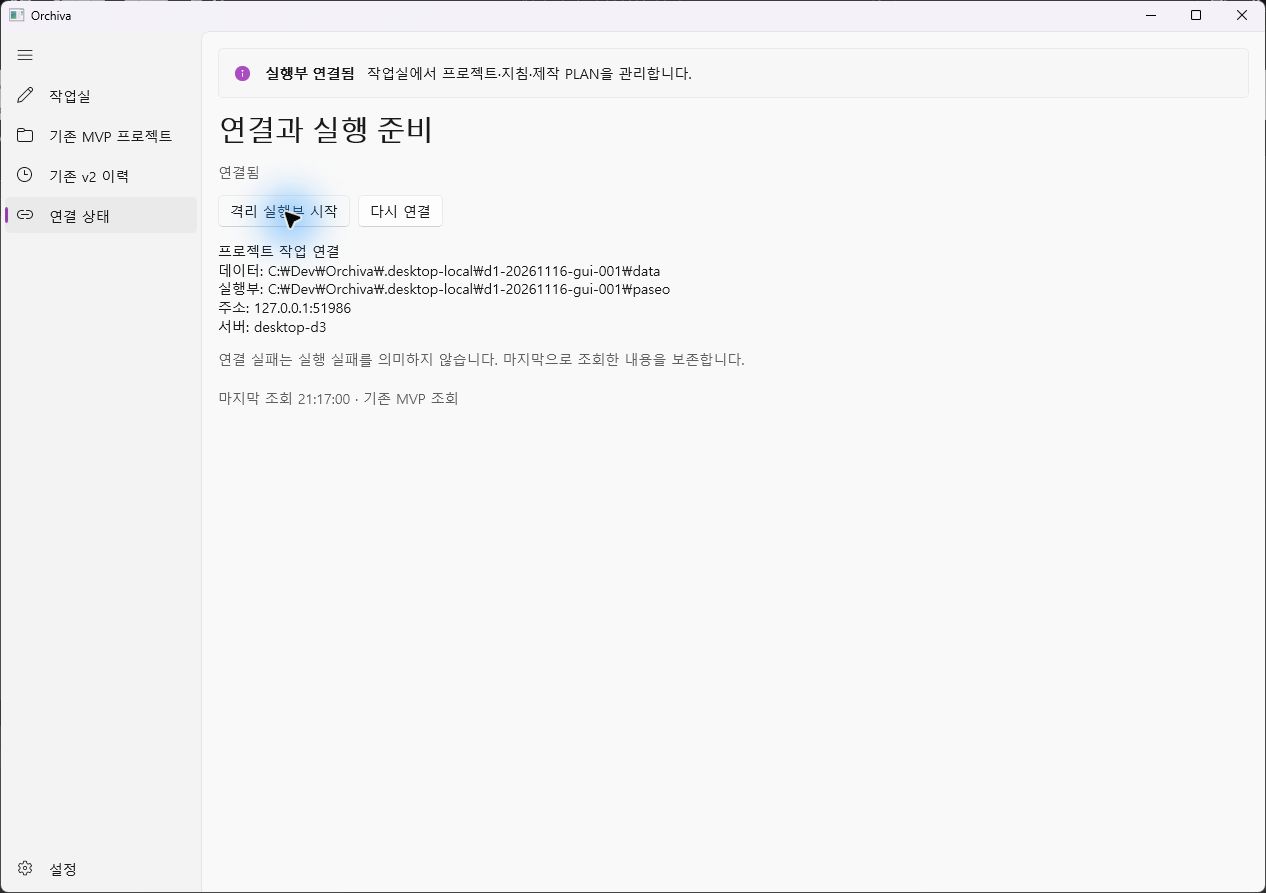 Orchiva
작업실
기존 MVP 프로젝트
기존 v2 이력
연결 상태
설정
실행부 연결됨 작업실에서 프로젝트·지침·제작 PLAN을 관리합니다.
연결과 실행 준비
연결됨
격리 실행부 시작 다시 연결
프로젝트 작업 연결
데이터: C:₩Dev₩Orchiva₩.desktop-local₩d1-20261116-gui-001₩data
실행부: C:₩Dev₩Orchiva₩.desktop-local₩d1-20261116-gui-001₩paseo
주소: 127.0.0.1:51986
서버: desktop-d3
연결 실패는 실행 실패를 의미하지 않습니다. 마지막으로 조회한 내용을 보존합니다.
마지막 조회 21:17:00 · 기존 MVP 조회